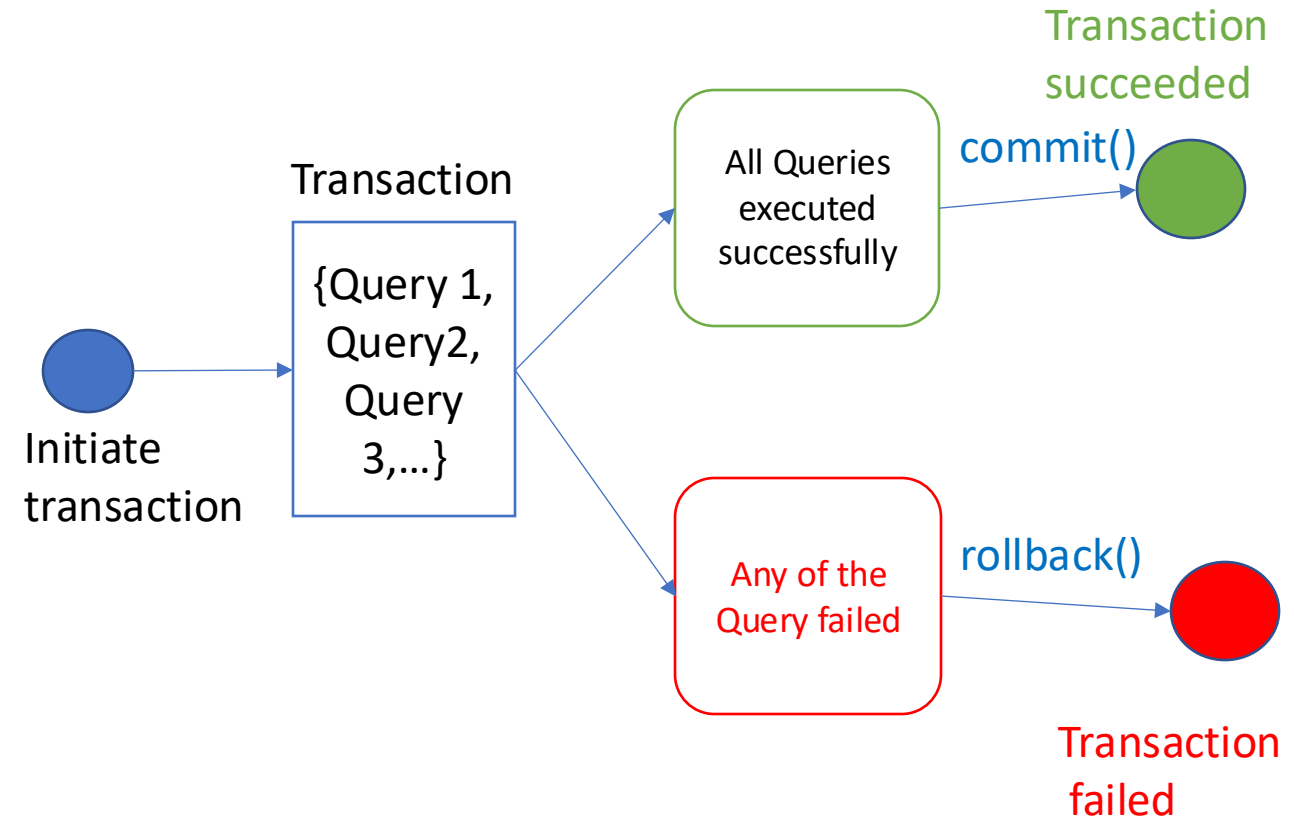 Initiate
transaction
Transaction
{Query 1,
Query2,
Query
3,...}
All Queries
executed
successfully
commit()
Transaction
succeeded
Any of the
Query failed
rollback()
Transaction
failed